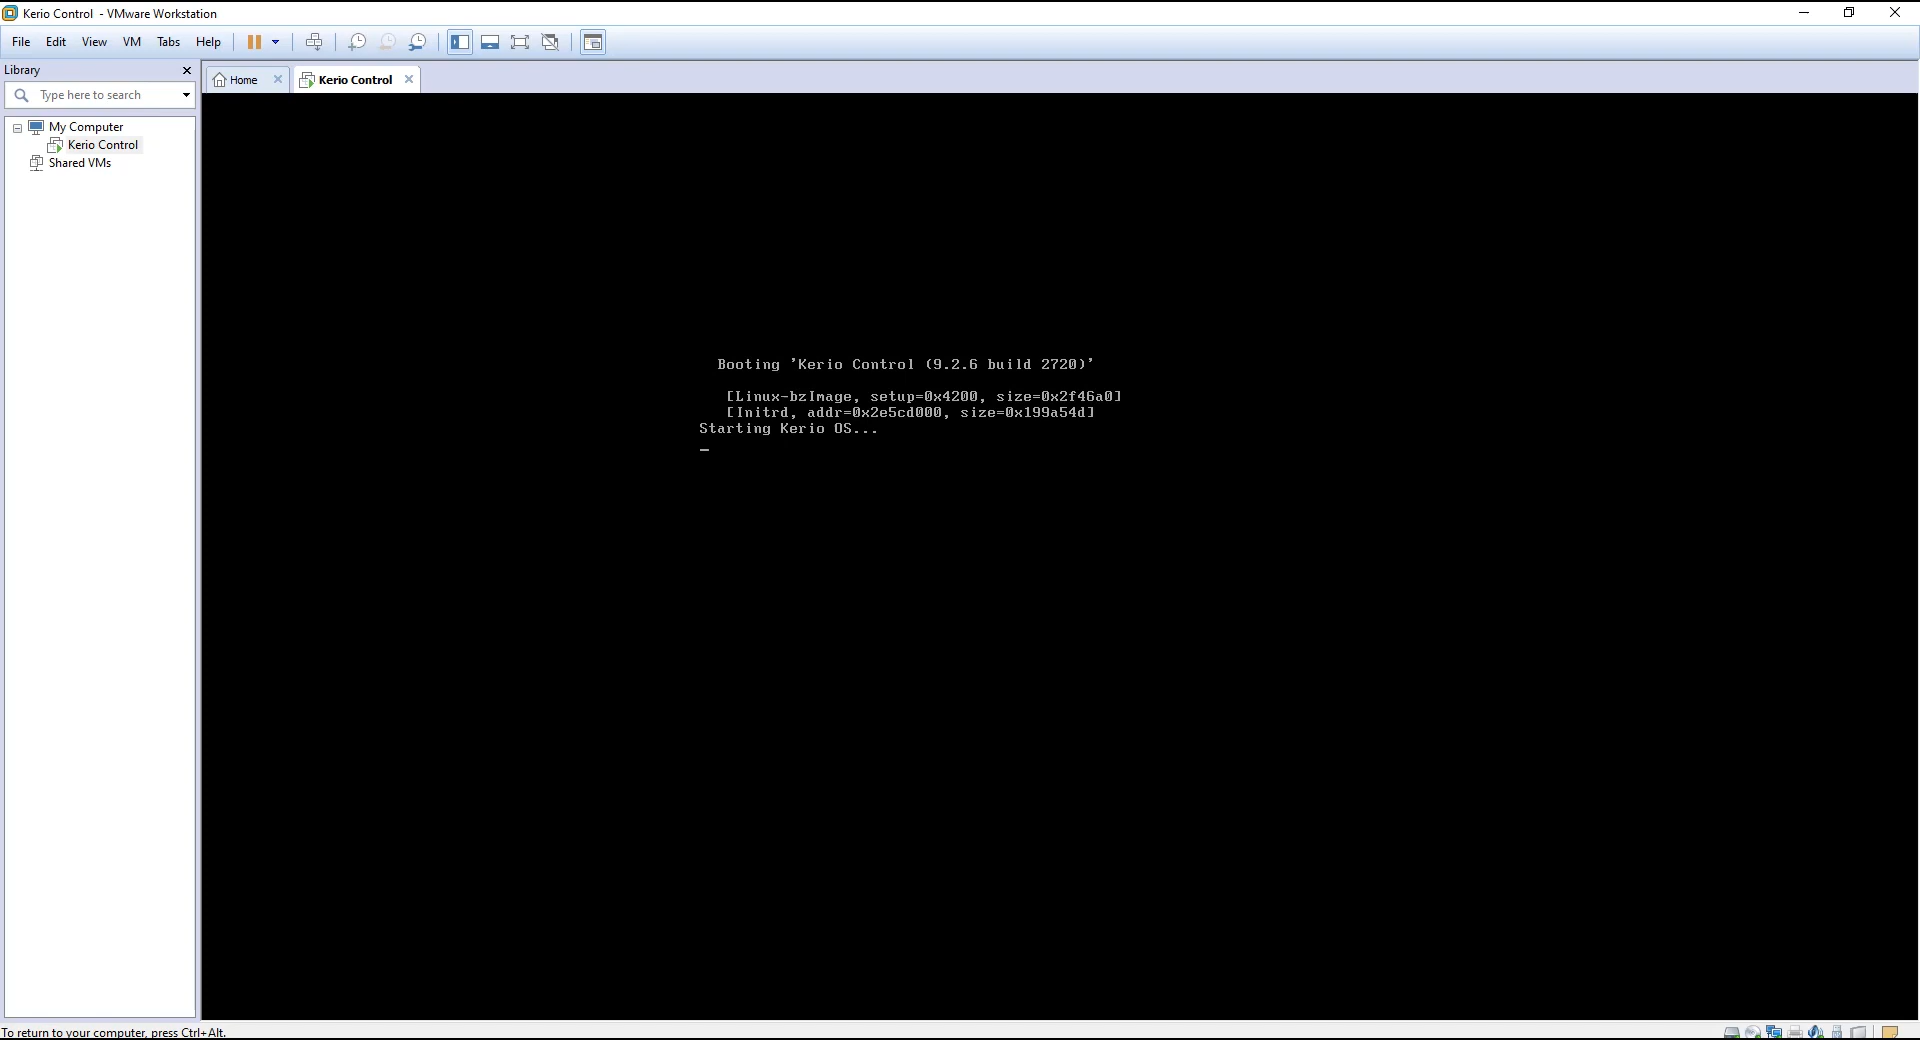 Kerio Control - VMware Workstation
File Edit View VM Tabs Help
Library
Type here to search
My Computer
Kerio Control
Shared VMs
Home
Kerio Control
Booting 'Kerio Control (9.2.6 build 2720)'
[Linux-bzImage, setup=0x4200, size=0x2f46a0]
[Initrd, addr=0x2e5cd000, size=0x199a54d]
Starting Kerio OS...
_
To return to your computer, press Ctrl+Alt.